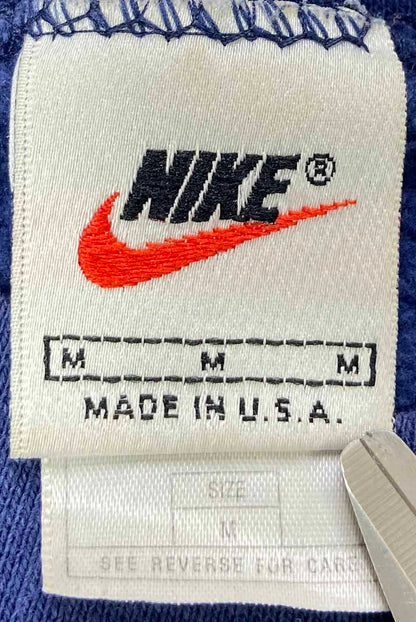 NIKE®
M M M
MADE IN U.S.A.
SIZE
M
SEE REVERSE FOR CARE